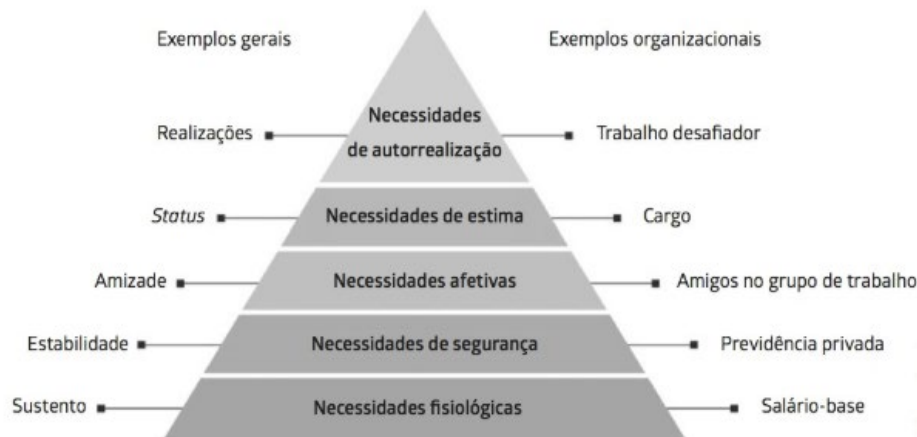 Exemplos gerais
Exemplos organizacionais
Necessidades
de autorrealização
Realizações
Trabalho desafiador
Status
Necessidades de estima
Cargo
Amizade
Necessidades afetivas
Amigos no grupo de trabalho
Estabilidade
Necessidades de segurança
Previdência privada
Sustento
Necessidades fisiológicas
Salário-base